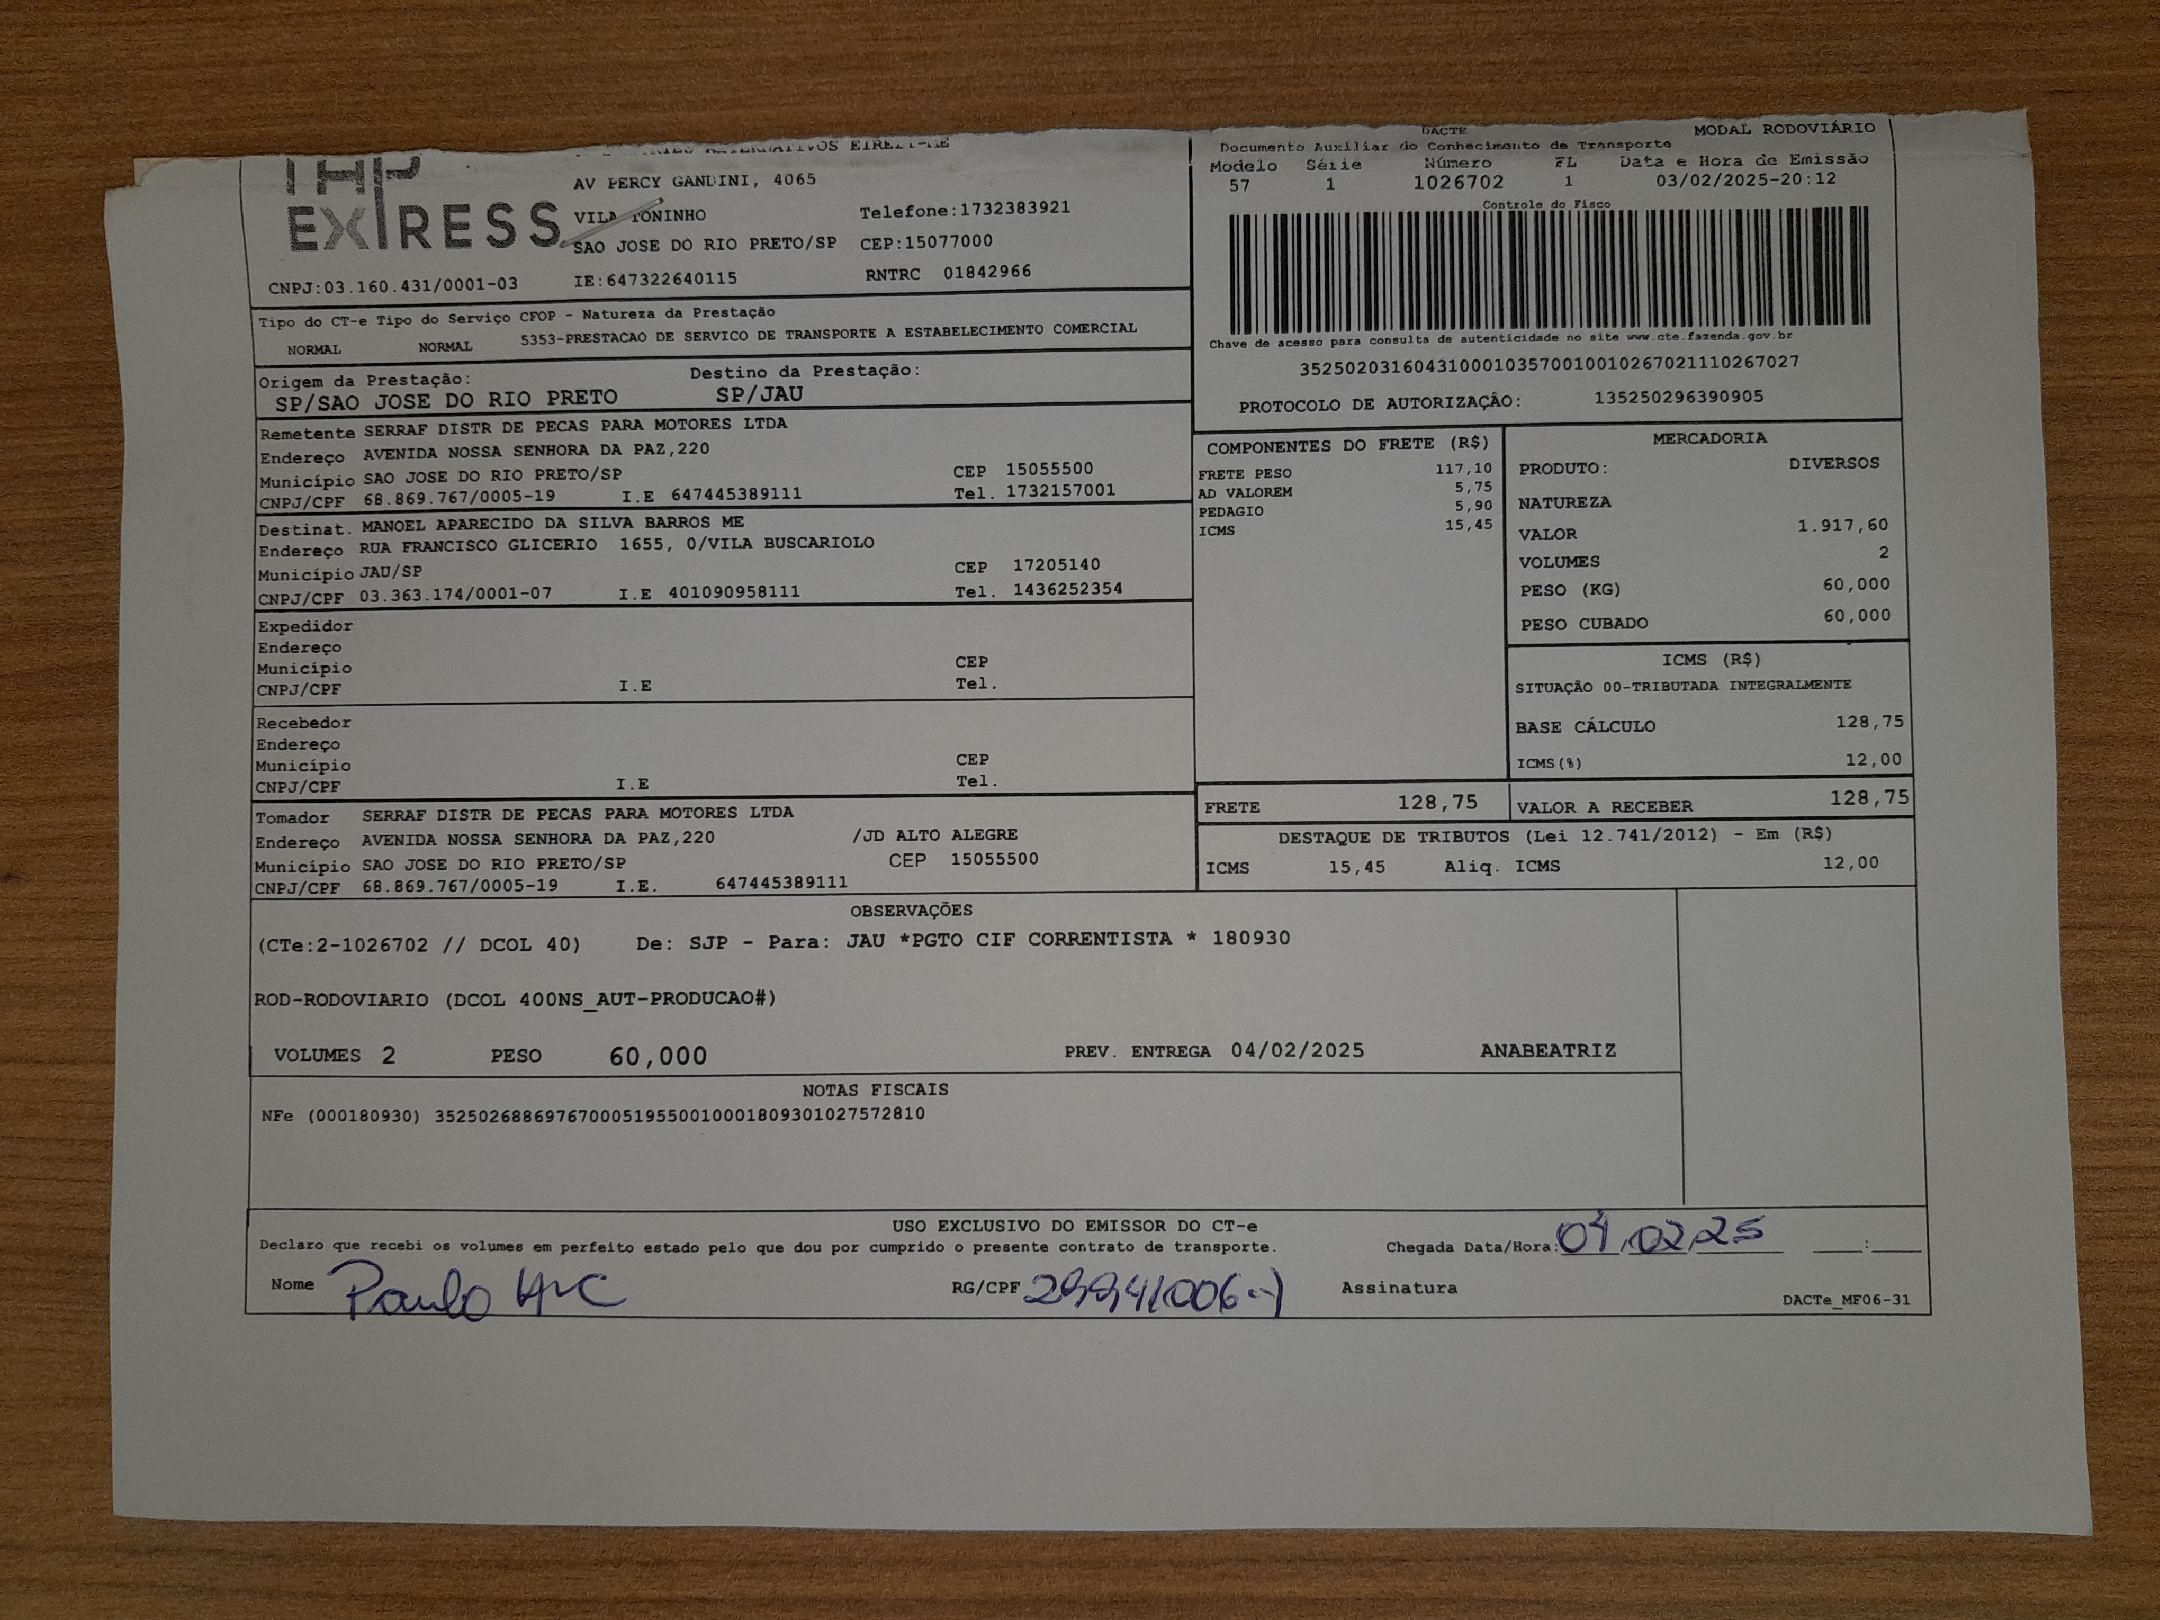 ALTERNATIVOS EIRELI-ME
EXPRESS
AV PERCY GANDINI, 4065
VILA TONINHO Telefone:1732383921
SAO JOSE DO RIO PRETO/SP CEP:15077000
CNPJ:03.160.431/0001-03 IE:647322640115 RNTRC 01842966
DACTE MODAL RODOVIÁRIO
Documento Auxiliar do Conhecimento de Transporte
Modelo Série Número FL Data e Hora de Emissão
57 1 1026702 1 03/02/2025-20:12
Controle do Fisco
Chave de acesso para consulta de autenticidade no site www.cte.fazenda.gov.br
35250203160431000103570010010267021110267027
PROTOCOLO DE AUTORIZAÇÃO: 135250296390905
Tipo do CT-e Tipo do Serviço CFOP - Natureza da Prestação
NORMAL NORMAL 5353-PRESTACAO DE SERVICO DE TRANSPORTE A ESTABELECIMENTO COMERCIAL
Origem da Prestação: Destino da Prestação:
SP/SAO JOSE DO RIO PRETO SP/JAU
Remetente SERRAF DISTR DE PECAS PARA MOTORES LTDA
Endereço AVENIDA NOSSA SENHORA DA PAZ,220
Município SAO JOSE DO RIO PRETO/SP CEP 15055500
CNPJ/CPF 68.869.767/0005-19 I.E 647445389111 Tel. 1732157001
Destinat. MANOEL APARECIDO DA SILVA BARROS ME
Endereço RUA FRANCISCO GLICERIO 1655, 0/VILA BUSCARIOLO
Município JAU/SP CEP 17205140
CNPJ/CPF 03.363.174/0001-07 I.E 401090958111 Tel. 1436252354
Expedidor
Endereço
Município CEP
CNPJ/CPF I.E Tel.
Recebedor
Endereço
Município CEP
CNPJ/CPF I.E Tel.
Tomador SERRAF DISTR DE PECAS PARA MOTORES LTDA
Endereço AVENIDA NOSSA SENHORA DA PAZ,220 /JD ALTO ALEGRE
Município SAO JOSE DO RIO PRETO/SP CEP 15055500
CNPJ/CPF 68.869.767/0005-19 I.E. 647445389111
COMPONENTES DO FRETE (R$)
FRETE PESO 117,10
AD VALOREM 5,75
PEDAGIO 5,90
ICMS 15,45
MERCADORIA
PRODUTO: DIVERSOS
NATUREZA
VALOR 1.917,60
VOLUMES 2
PESO (KG) 60,000
PESO CUBADO 60,000
ICMS (R$)
SITUAÇÃO 00-TRIBUTADA INTEGRALMENTE
BASE CÁLCULO 128,75
ICMS(%) 12,00
FRETE 128,75 VALOR A RECEBER 128,75
DESTAQUE DE TRIBUTOS (Lei 12.741/2012) - Em (R$)
ICMS 15,45 Aliq. ICMS 12,00
OBSERVAÇÕES
(CTe:2-1026702 // DCOL 40) De: SJP - Para: JAU *PGTO CIF CORRENTISTA * 180930
ROD-RODOVIARIO (DCOL 400NS_AUT-PRODUCAO#)
VOLUMES 2 PESO 60,000 PREV. ENTREGA 04/02/2025 ANABEATRIZ
NOTAS FISCAIS
NFe (000180930) 35250268869767000519550010001809301027572810
USO EXCLUSIVO DO EMISSOR DO CT-e
Declaro que recebi os volumes em perfeito estado pelo que dou por cumprido o presente contrato de transporte. Chegada Data/Hora: 04,02,25 :
Nome Paulo RG/CPF Assinatura
DACTe_MF06-31